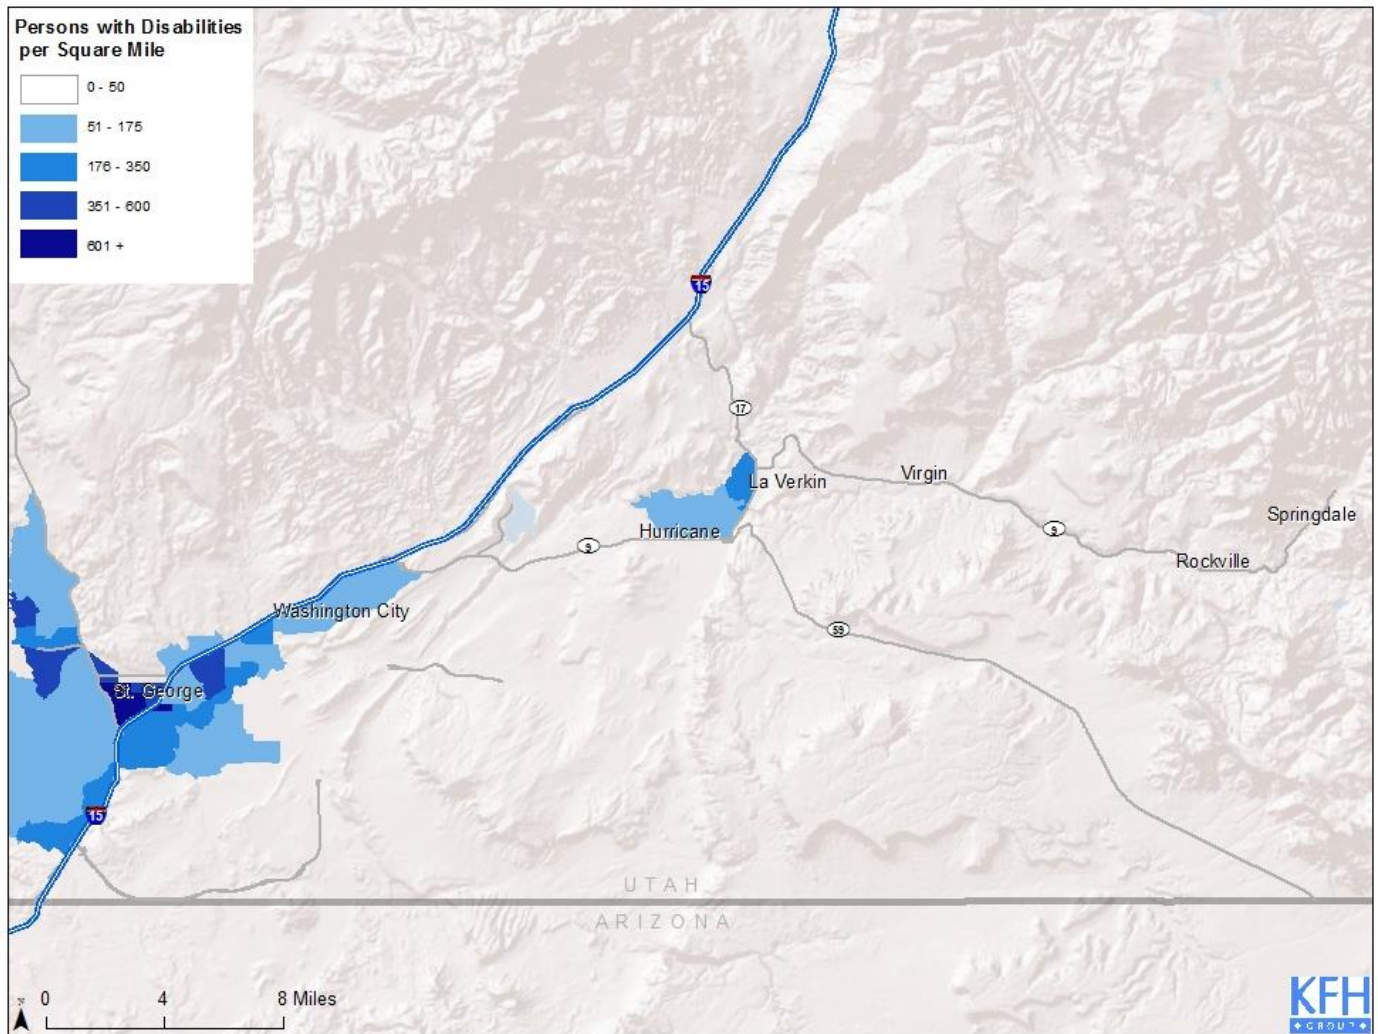 Persons with Disabilities
per Square Mile
0 - 50
51 - 175
176 - 350
351 - 600
601 +
15
17
La Verkin
Virgin
Springdale
Hurricane
9
9
Rockville
Washington City
59
St. George
15
UTAH
ARIZONA
0 4 8 Miles
KFH
GROUP